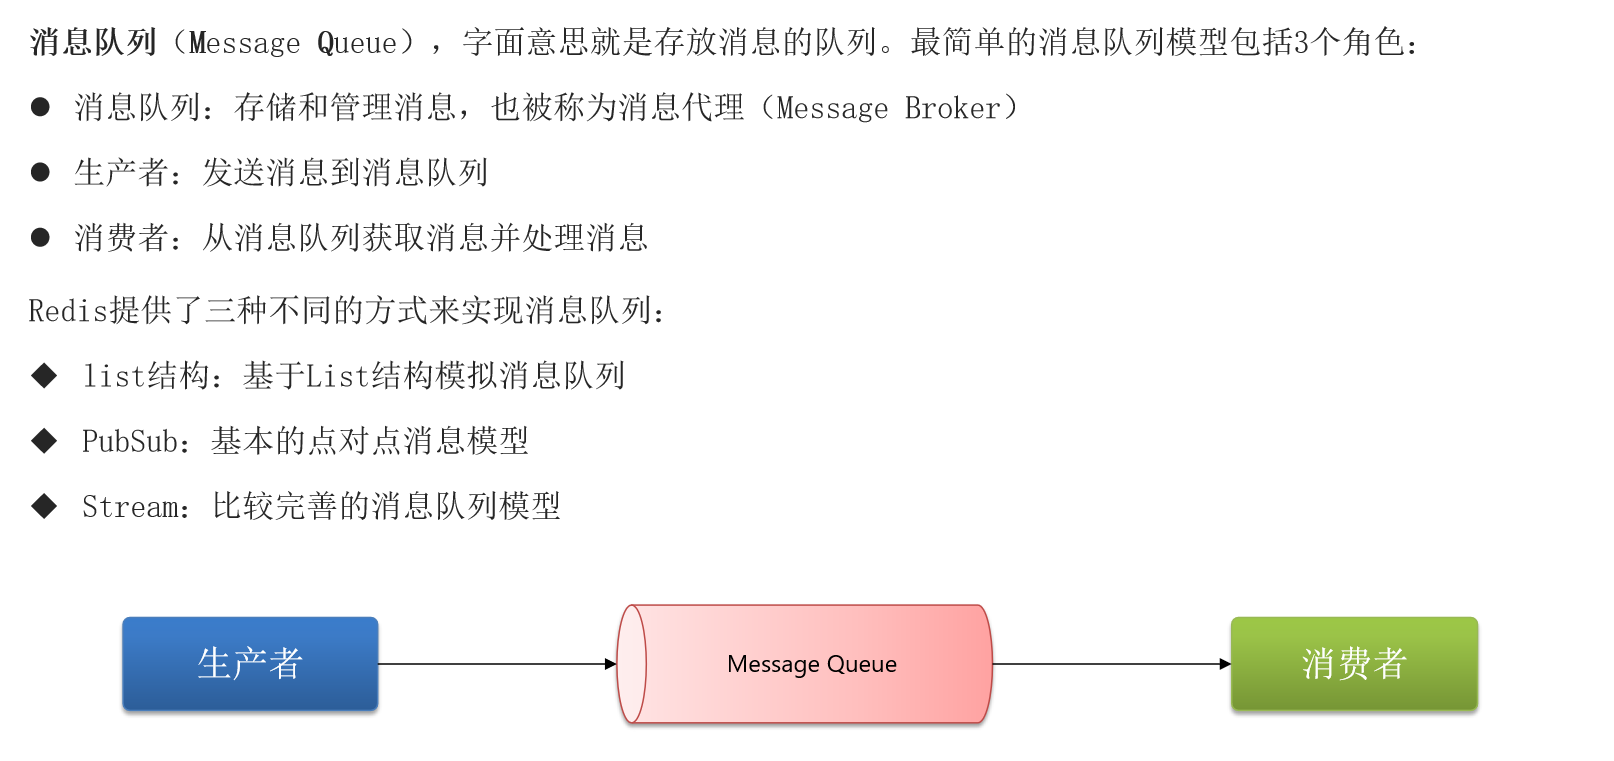 消息队列（Message Queue），字面意思就是存放消息的队列。最简单的消息队列模型包括3个角色：
● 消息队列：存储和管理消息，也被称为消息代理（Message Broker）
● 生产者：发送消息到消息队列
● 消费者：从消息队列获取消息并处理消息
Redis提供了三种不同的方式来实现消息队列：
◆ list结构：基于List结构模拟消息队列
◆ PubSub：基本的点对点消息模型
◆ Stream：比较完善的消息队列模型
生产者
Message Queue
消费者